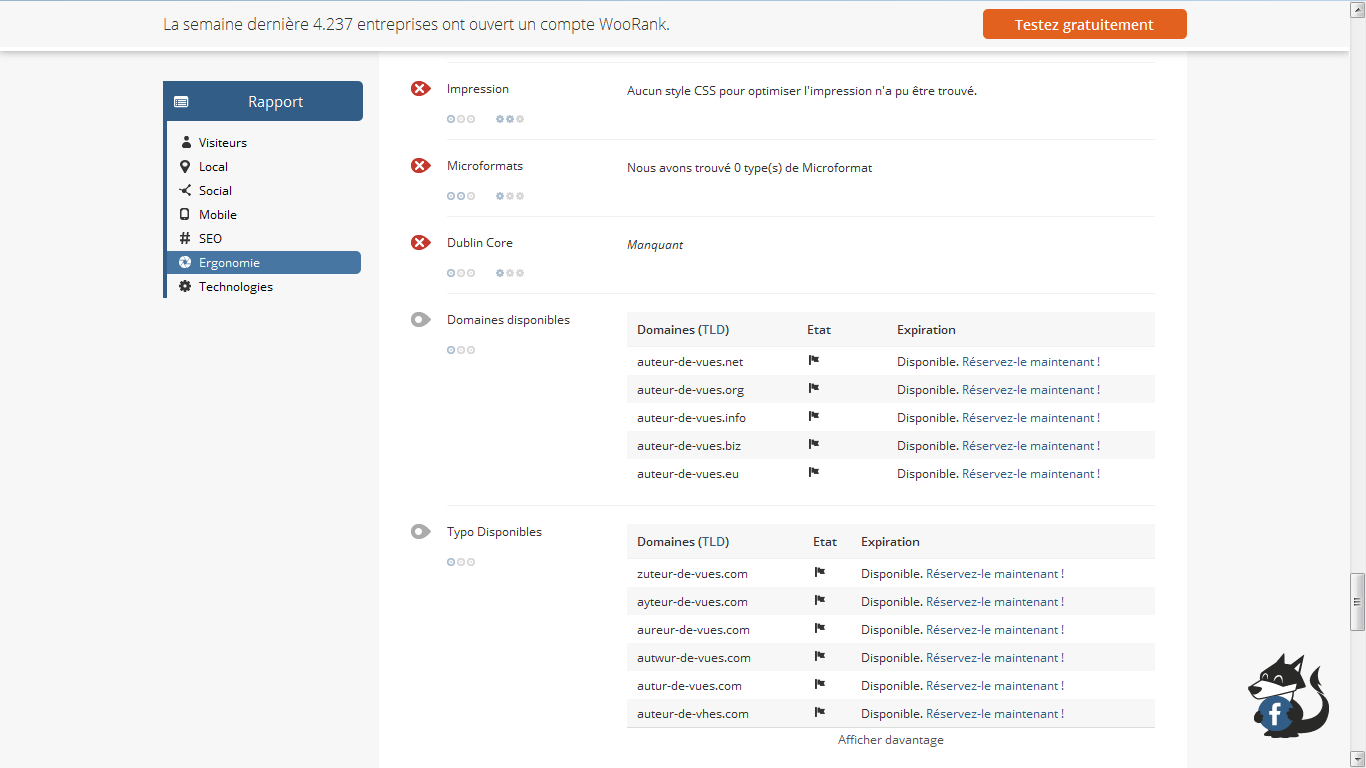 La semaine dernière 4.237 entreprises ont ouvert un compte WooRank.
Testez gratuitement
Rapport
Visiteurs
Local
Social
Mobile
SEO
Ergonomie
Technologies
Impression
Aucun style CSS pour optimiser l'impression n'a pu être trouvé.
Microformats
Nous avons trouvé 0 type(s) de Microformat
Dublin Core
Manquant
Domaines disponibles
Domaines (TLD) Etat Expiration
auteur-de-vues.net Disponible. Réservez-le maintenant !
auteur-de-vues.org Disponible. Réservez-le maintenant !
auteur-de-vues.info Disponible. Réservez-le maintenant !
auteur-de-vues.biz Disponible. Réservez-le maintenant !
auteur-de-vues.eu Disponible. Réservez-le maintenant !
Typo Disponibles
Domaines (TLD) Etat Expiration
zuteur-de-vues.com Disponible. Réservez-le maintenant !
ayteur-de-vues.com Disponible. Réservez-le maintenant !
aureur-de-vues.com Disponible. Réservez-le maintenant !
autwur-de-vues.com Disponible. Réservez-le maintenant !
autur-de-vues.com Disponible. Réservez-le maintenant !
auteur-de-vhes.com Disponible. Réservez-le maintenant !
Afficher davantage
f